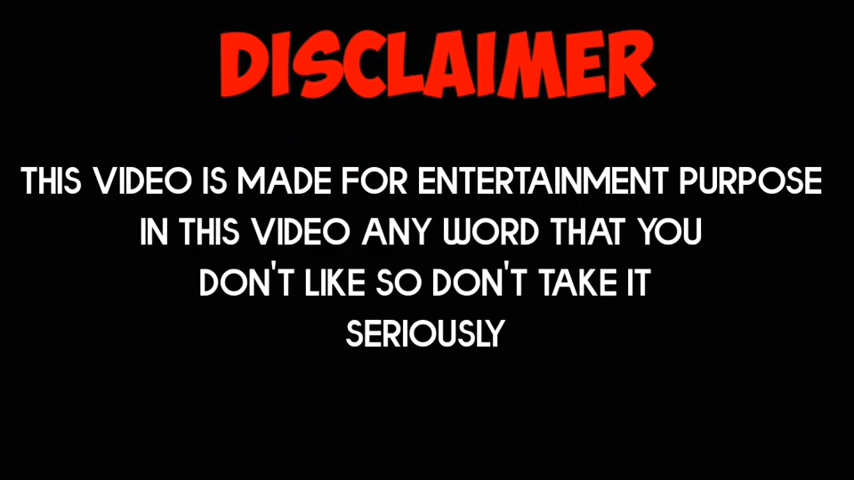 DISCLAIMER
THIS VIDEO IS MADE FOR ENTERTAINMENT PURPOSE
IN THIS VIDEO ANY WORD THAT YOU
DON'T LIKE SO DON'T TAKE IT
SERIOUSLY